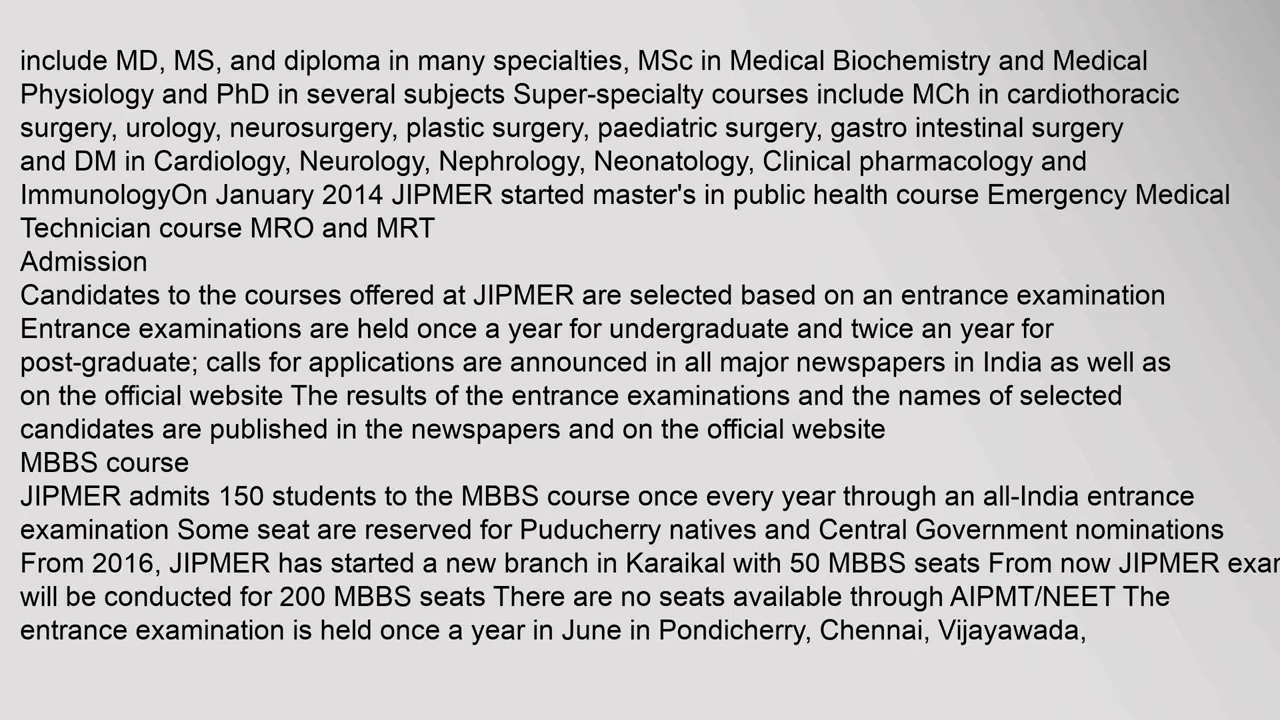 include MD, MS, and diploma in many specialties, MSc in Medical Biochemistry and Medical
Physiology and PhD in several subjects Super-specialty courses include MCh in cardiothoracic
surgery, urology, neurosurgery, plastic surgery, paediatric surgery, gastro intestinal surgery
and DM in Cardiology, Neurology, Nephrology, Neonatology, Clinical pharmacology and
ImmunologyOn January 2014 JIPMER started master's in public health course Emergency Medical
Technician course MRO and MRT
Admission
Candidates to the courses offered at JIPMER are selected based on an entrance examination
Entrance examinations are held once a year for undergraduate and twice an year for
post-graduate; calls for applications are announced in all major newspapers in India as well as
on the official website The results of the entrance examinations and the names of selected
candidates are published in the newspapers and on the official website
MBBS course
JIPMER admits 150 students to the MBBS course once every year through an all-India entrance
examination Some seat are reserved for Puducherry natives and Central Government nominations
From 2016, JIPMER has started a new branch in Karaikal with 50 MBBS seats From now JIPMER
will be conducted for 200 MBBS seats There are no seats available through AIPMT/NEET The
entrance examination is held once a year in June in Pondicherry, Chennai, Vijayawada,